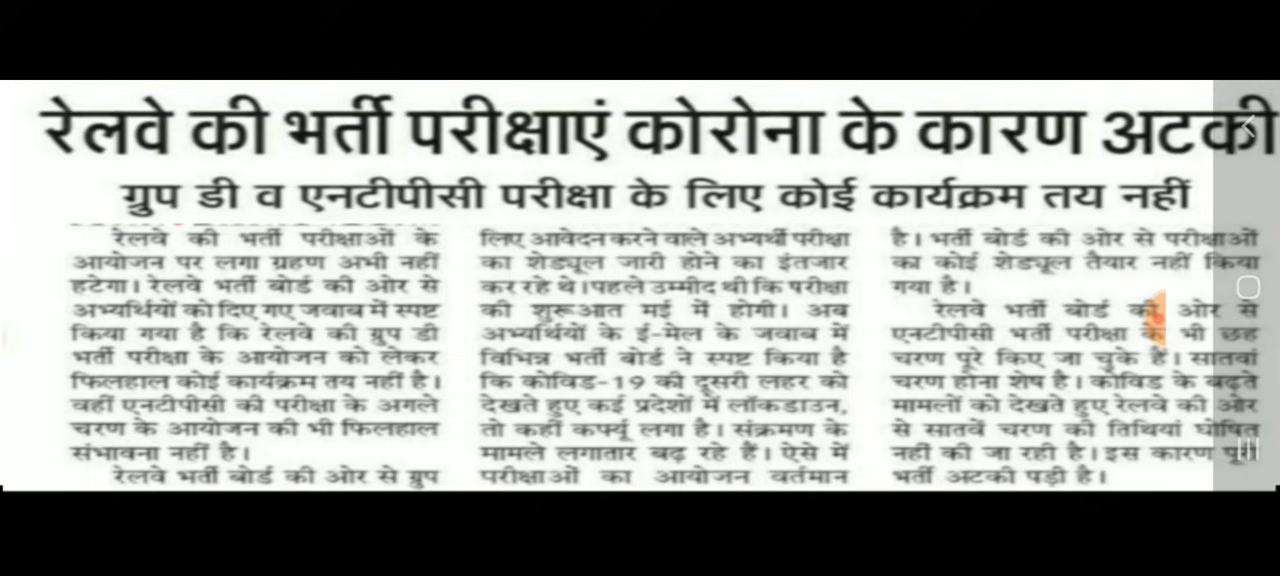 रेलवे की भर्ती परीक्षाएं कोरोना के कारण अटकी
ग्रुप डी व एनटीपीसी परीक्षा के लिए कोई कार्यक्रम तय नहीं
रेलवे की भर्ती परीक्षाओं के
आयोजन पर लगा ग्रहण अभी नहीं
हटेगा। रेलवे भर्ती बोर्ड की ओर से
अभ्यर्थियों को दिए गए जवाब में स्पष्ट
किया गया है कि रेलवे की ग्रुप डी
भर्ती परीक्षा के आयोजन को लेकर
फिलहाल कोई कार्यक्रम तय नहीं है।
वहीं एनटीपीसी की परीक्षा के अगले
चरण के आयोजन की भी फिलहाल
संभावना नहीं है।
रेलवे भर्ती बोर्ड की ओर से ग्रुप
लिए आवेदन करने वाले अभ्यर्थी परीक्षा
का शेड्यूल जारी होने का इंतजार
कर रहे थे। पहले उम्मीद थी कि परीक्षा
की शुरूआत मई में होगी। अब
अभ्यर्थियों के ई-मेल के जवाब में
विभिन्न भर्ती बोर्ड ने स्पष्ट किया है
कि कोविड-19 की दूसरी लहर को
देखते हुए कई प्रदेशों में लॉकडाउन,
तो कहीं कर्फ्यू लगा है। संक्रमण के
मामले लगातार बढ़ रहे हैं। ऐसे में
परीक्षाओं का आयोजन वर्तमान
है। भर्ती बोर्ड की ओर से परीक्षाओं
का कोई शेड्यूल तैयार नहीं किया
गया है।
रेलवे भर्ती बोर्ड की ओर से
एनटीपीसी भर्ती परीक्षा के भी छह
चरण पूरे किए जा चुके हैं। सातवां
चरण होना शेष है। कोविड के बढ़ते
मामलों को देखते हुए रेलवे की ओर
से सातवें चरण की तिथियां घोषित
नहीं की जा रही है। इस कारण पूरी
भर्ती अटकी पड़ी है।